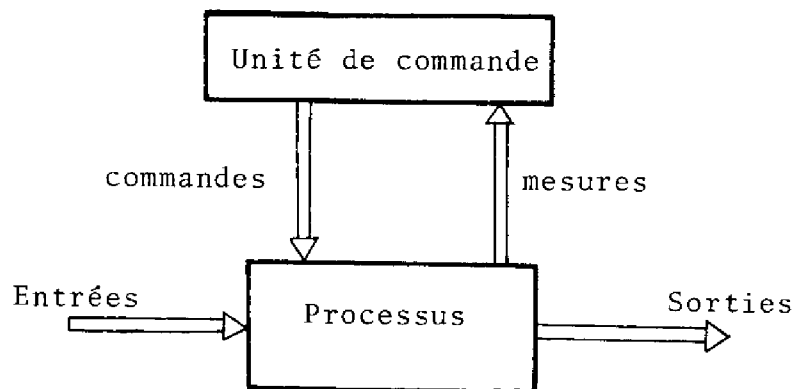 Unité de commande
commandes
mesures
Entrées
Processus
Sorties